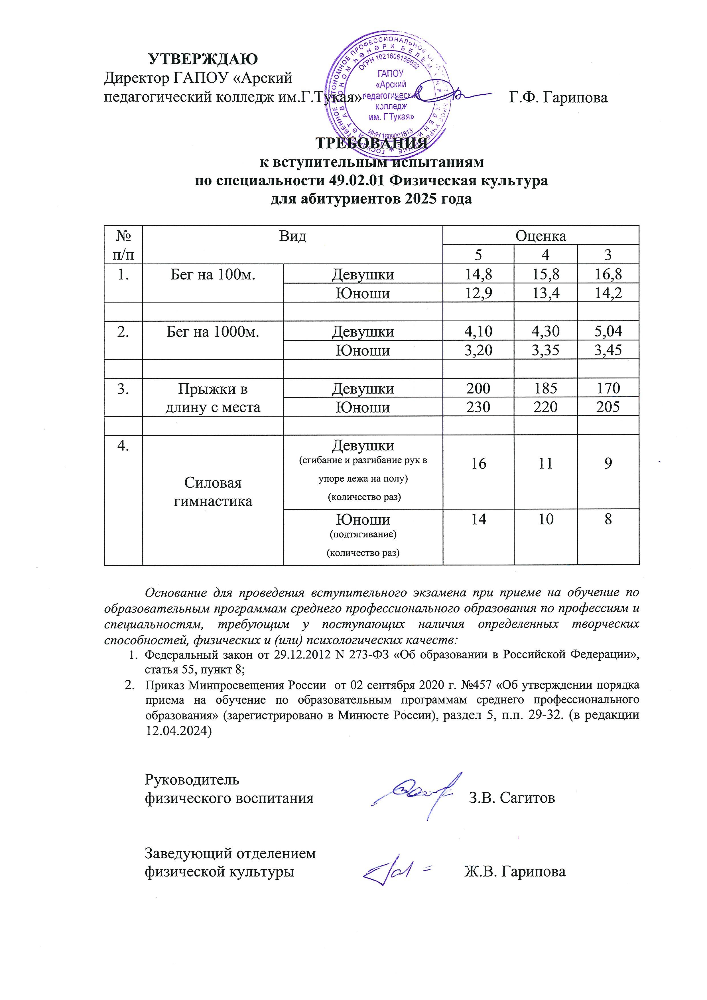 УТВЕРЖДАЮ
Директор ГАПОУ «Арский
педагогический колледж им.Г.Тукая» Г.Ф. Гарипова
ОГРН 1021606156692
ГАПОУ
«Арский
педагогический
колледж
им. Г.Тукая»
ИНН 1609001813
ТРЕБОВАНИЯ
к вступительным испытаниям
по специальности 49.02.01 Физическая культура
для абитуриентов 2025 года
№ Вид Оценка
п/п 5 4 3
1. Бег на 100м. Девушки 14,8 15,8 16,8
Юноши 12,9 13,4 14,2
2. Бег на 1000м. Девушки 4,10 4,30 5,04
Юноши 3,20 3,35 3,45
3. Прыжки в Девушки 200 185 170
длину с места Юноши 230 220 205
4. Девушки
(сгибание и разгибание рук в 16 11 9
упоре лежа на полу)
Силовая
гимнастика (количество раз)
Юноши 14 10 8
(подтягивание)
(количество раз)
Основание для проведения вступительного экзамена при приеме на обучение по
образовательным программам среднего профессионального образования по профессиям и
специальностям, требующим у поступающих наличия определенных творческих
способностей, физических и (или) психологических качеств:
1. Федеральный закон от 29.12.2012 N 273-ФЗ «Об образовании в Российской Федерации»,
статья 55, пункт 8;
2. Приказ Минпросвещения России от 02 сентября 2020 г. №457 «Об утверждении порядка
приема на обучение по образовательным программам среднего профессионального
образования» (зарегистрировано в Минюсте России), раздел 5, п.п. 29-32. (в редакции
12.04.2024)
Руководитель
физического воспитания З.В. Сагитов
Заведующий отделением
физической культуры Ж.В. Гарипова